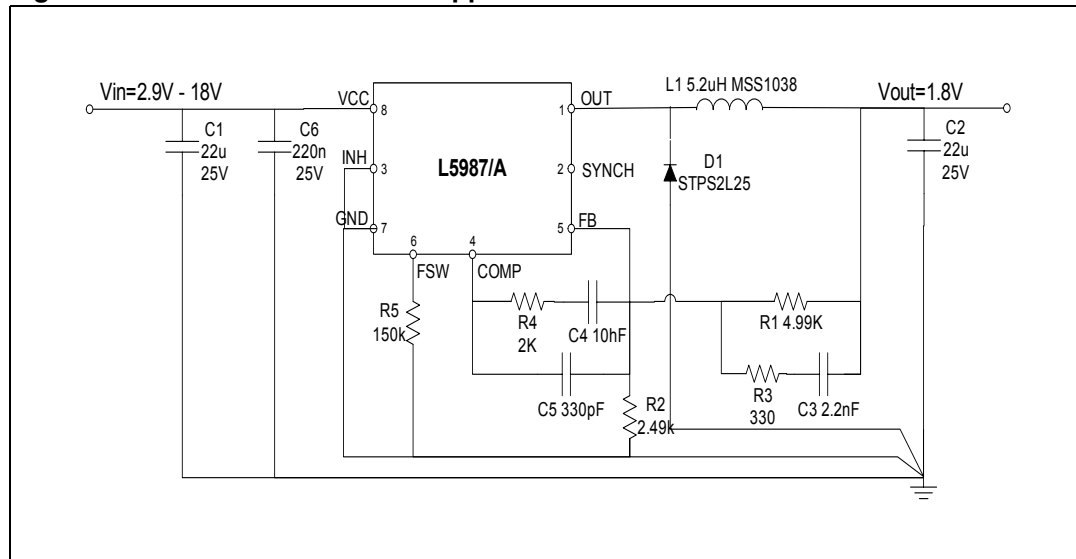 Vin=2.9V - 18V
VCC
8
1
OUT
L1 5.2uH MSS1038
Vout=1.8V
C1
22u
25V
C6
220n
25V
INH
3
L5987/A
2
SYNCH
D1
STPS2L25
C2
22u
25V
GND
7
5
FB
6
FSW
4
COMP
R5
150k
R4
2K
C4 10hF
R1 4.99K
C5 330pF
R2
2.49k
R3
330
C3 2.2nF